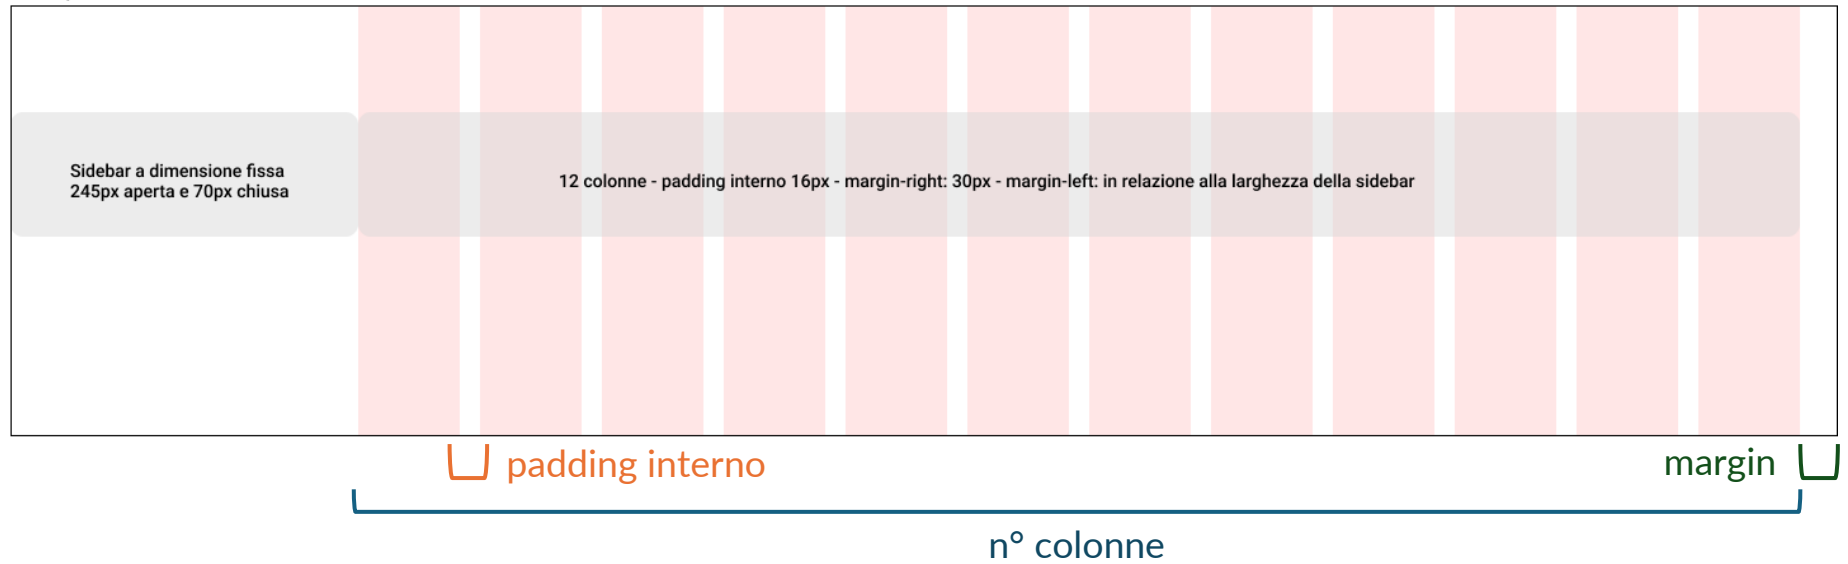 Sidebar a dimensione fissa
245px aperta e 70px chiusa
12 colonne - padding interno 16px - margin-right: 30px - margin-left: in relazione alla larghezza della sidebar
padding interno
margin
n° colonne